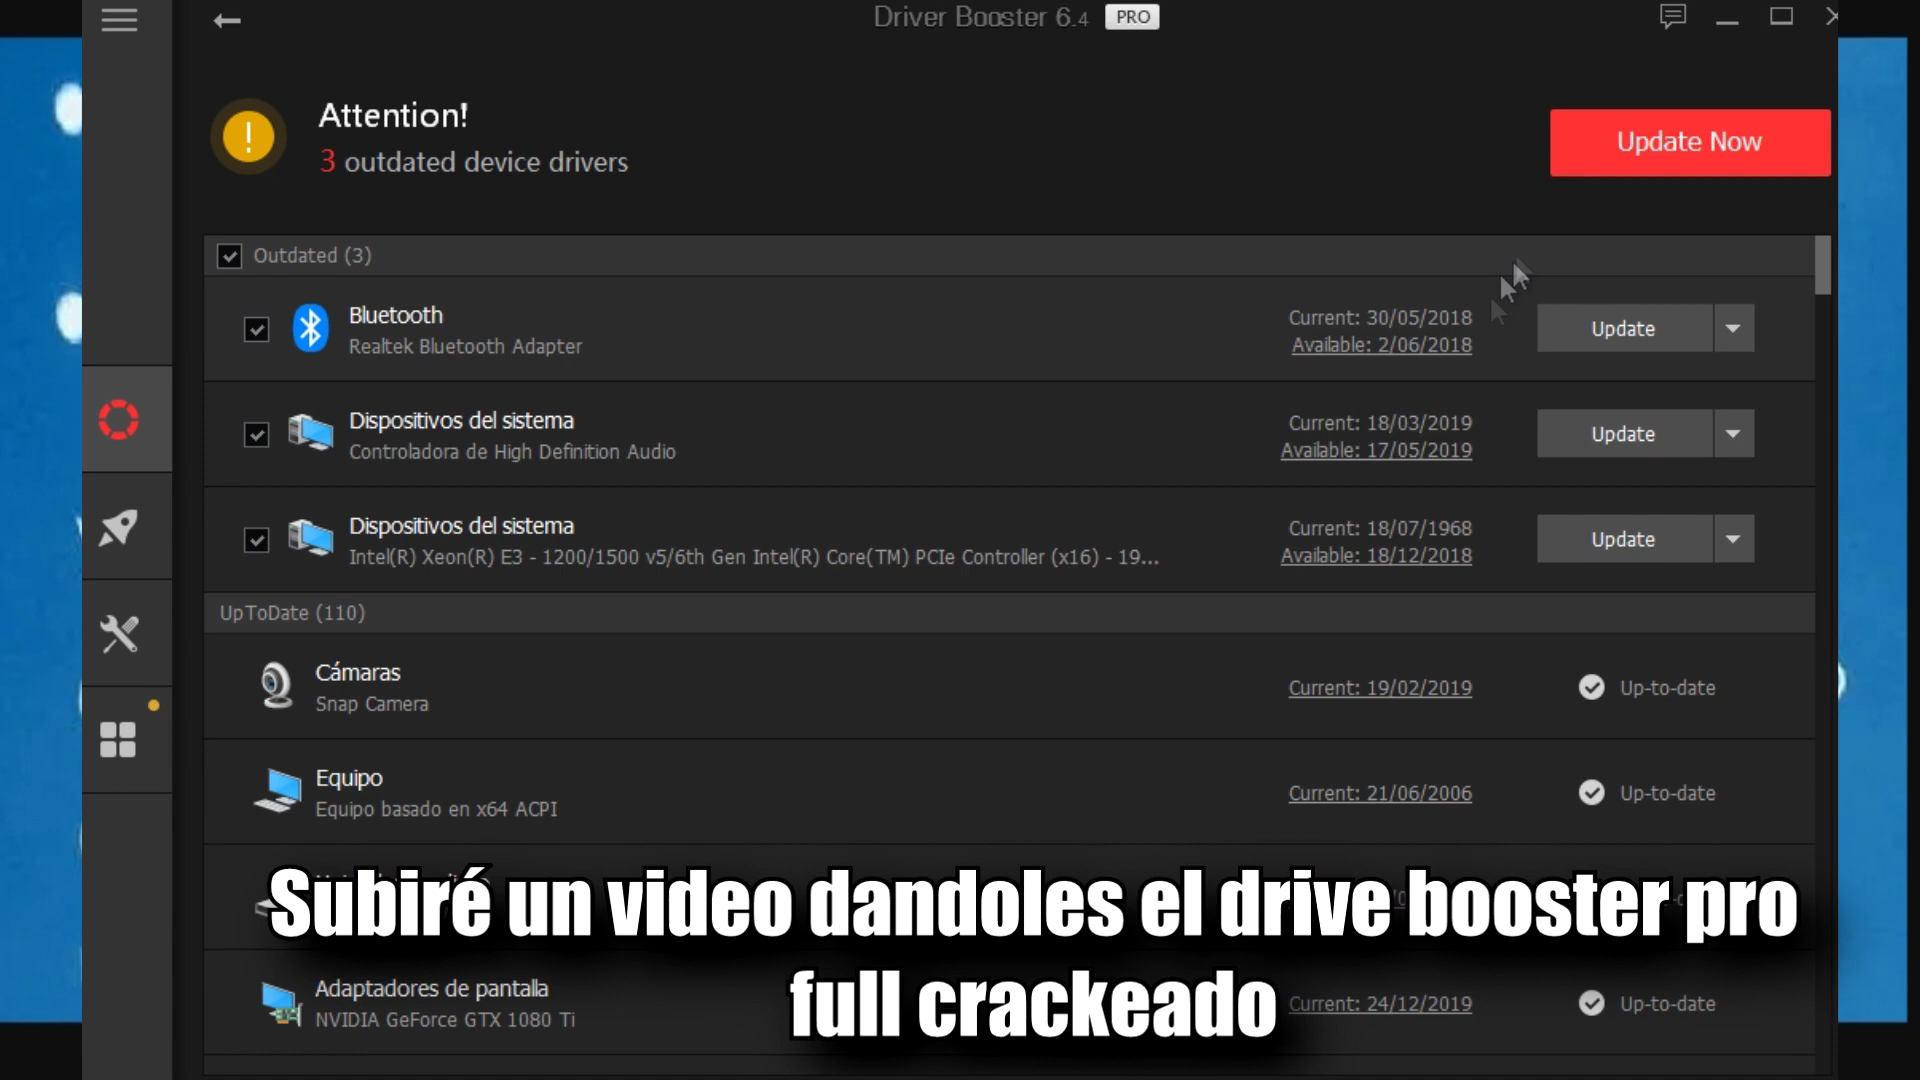 Driver Booster 6.4 PRO
Attention!
3 outdated device drivers
Update Now
Outdated (3)
Bluetooth
Realtek Bluetooth Adapter
Current: 30/05/2018
Available: 2/06/2018
Update
Dispositivos del sistema
Controladora de High Definition Audio
Current: 18/03/2019
Available: 17/05/2019
Update
Dispositivos del sistema
Intel(R) Xeon(R) E3 - 1200/1500 v5/6th Gen Intel(R) Core(TM) PCIe Controller (x16) - 19...
Current: 18/07/1968
Available: 18/12/2018
Update
UpToDate (110)
Cámaras
Snap Camera
Current: 19/02/2019
Up-to-date
Equipo
Equipo basado en x64 ACPI
Current: 21/06/2006
Up-to-date
Subiré un video dandoles el drive booster pro
full crackeado
Adaptadores de pantalla
NVIDIA GeForce GTX 1080 Ti
Current: 24/12/2019
Up-to-date